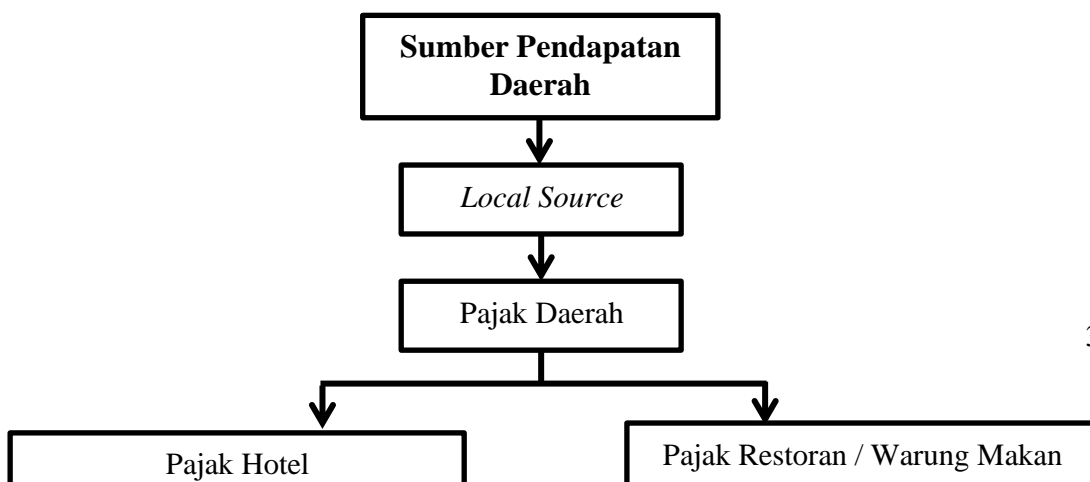 Sumber Pendapatan
Daerah
Local Source
Pajak Daerah
Pajak Hotel
Pajak Restoran / Warung Makan